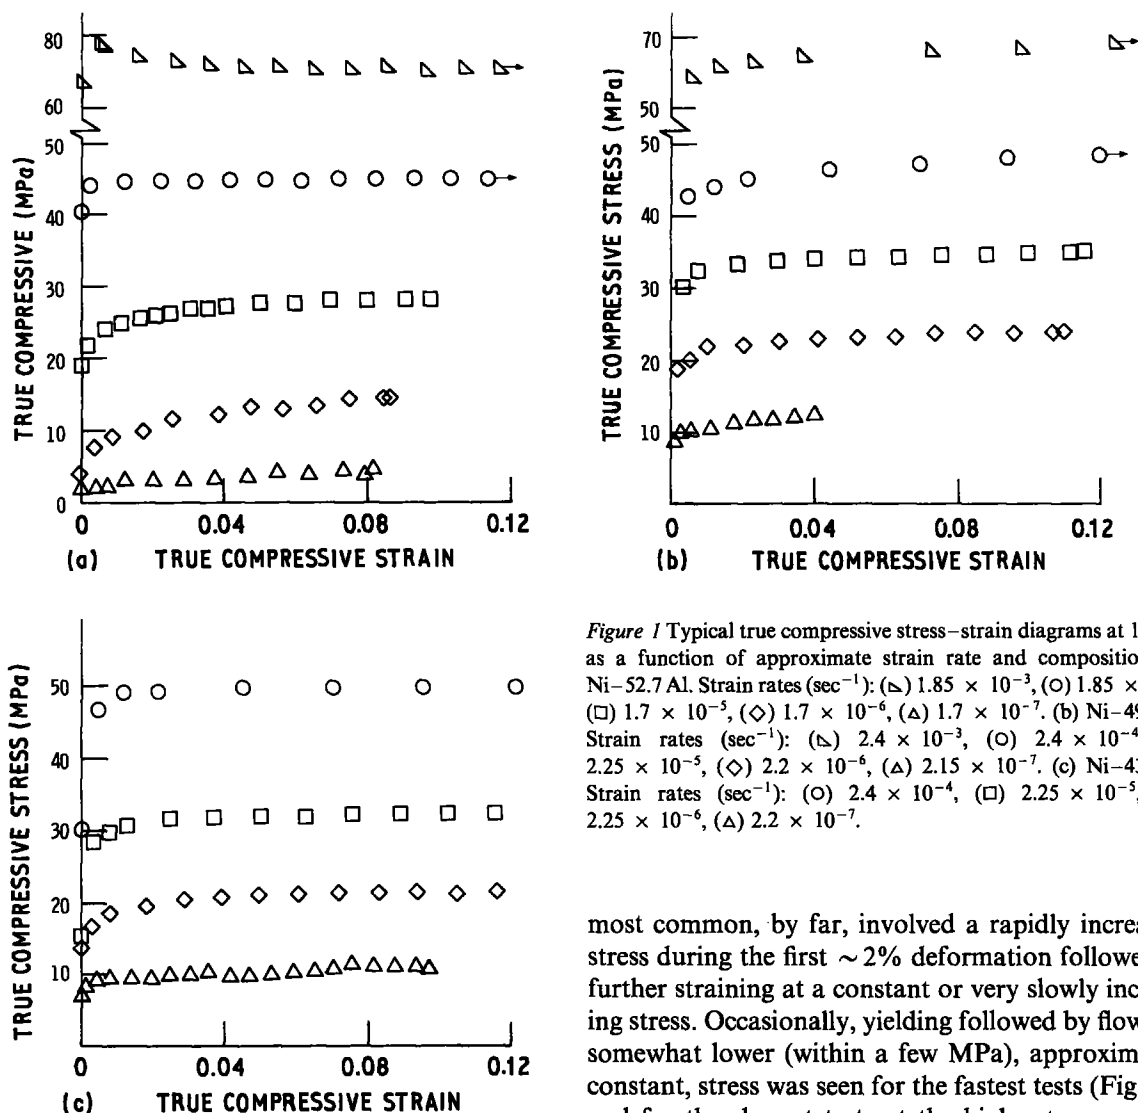 80
60
50
40
30
20
10
0
TRUE COMPRESSIVE (MPa)
0 0.04 0.08 0.12
(a) TRUE COMPRESSIVE STRAIN
70
50
50
40
30
20
10
TRUE COMPRESSIVE STRESS (MPa)
0 0.04 0.08 0.12
(b) TRUE COMPRESSIVE STRAIN
50
40
30
20
10
TRUE COMPRESSIVE STRESS (MPa)
0 0.04 0.08 0.12
(c) TRUE COMPRESSIVE STRAIN
Figure 1 Typical true compressive stress–strain diagrams at 1
as a function of approximate strain rate and compositio
Ni–52.7 Al. Strain rates (sec⁻¹): (◺) 1.85 × 10⁻³, (○) 1.85 ×
(□) 1.7 × 10⁻⁵, (◇) 1.7 × 10⁻⁶, (△) 1.7 × 10⁻⁷. (b) Ni–49
Strain rates (sec⁻¹): (◺) 2.4 × 10⁻³, (○) 2.4 × 10⁻⁴
2.25 × 10⁻⁵, (◇) 2.2 × 10⁻⁶, (△) 2.15 × 10⁻⁷. (c) Ni–43
Strain rates (sec⁻¹): (○) 2.4 × 10⁻⁴, (□) 2.25 × 10⁻⁵,
2.25 × 10⁻⁶, (△) 2.2 × 10⁻⁷.
most common, by far, involved a rapidly increa
stress during the first ~2% deformation followe
further straining at a constant or very slowly inc
ing stress. Occasionally, yielding followed by flow
somewhat lower (within a few MPa), approxim
constant, stress was seen for the fastest tests (Fig